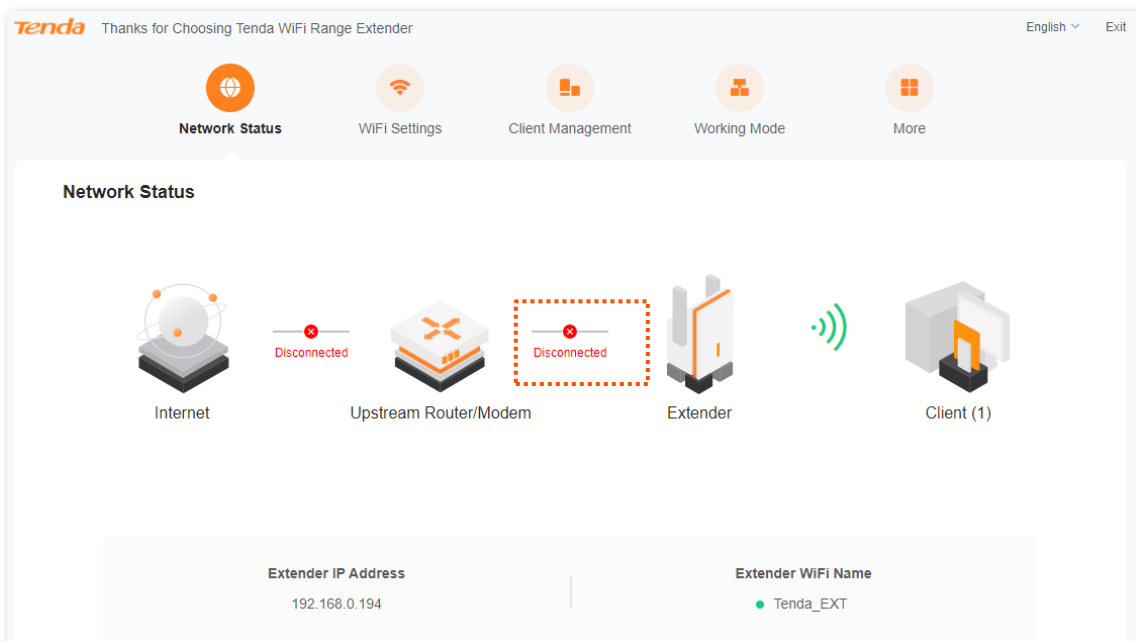 Tenda Thanks for Choosing Tenda WiFi Range Extender English Exit
Network Status WiFi Settings Client Management Working Mode More
Network Status
Disconnected Disconnected
Internet Upstream Router/Modem Extender Client (1)
Extender IP Address Extender WiFi Name
192.168.0.194 Tenda_EXT